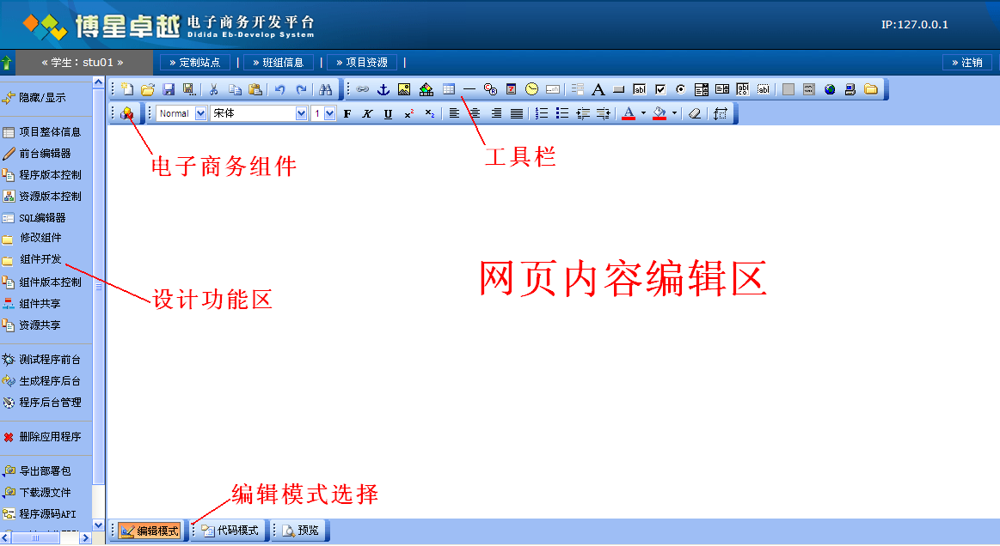 博星卓越 电子商务开发平台
Didida Eb-Develop System
IP:127.0.0.1
« 学生：stu01 »
» 定制站点 | » 班组信息 | » 项目资源 |
» 注销
隐藏/显示
项目整体信息
前台编辑器
程序版本控制
资源版本控制
SQL编辑器
修改组件
组件开发
组件版本控制
组件共享
资源共享
测试程序前台
生成程序后台
程序后台管理
删除应用程序
导出部署包
下载源文件
程序源码API
Normal 宋体 1
电子商务组件
工具栏
网页内容编辑区
设计功能区
编辑模式选择
编辑模式 代码模式 预览